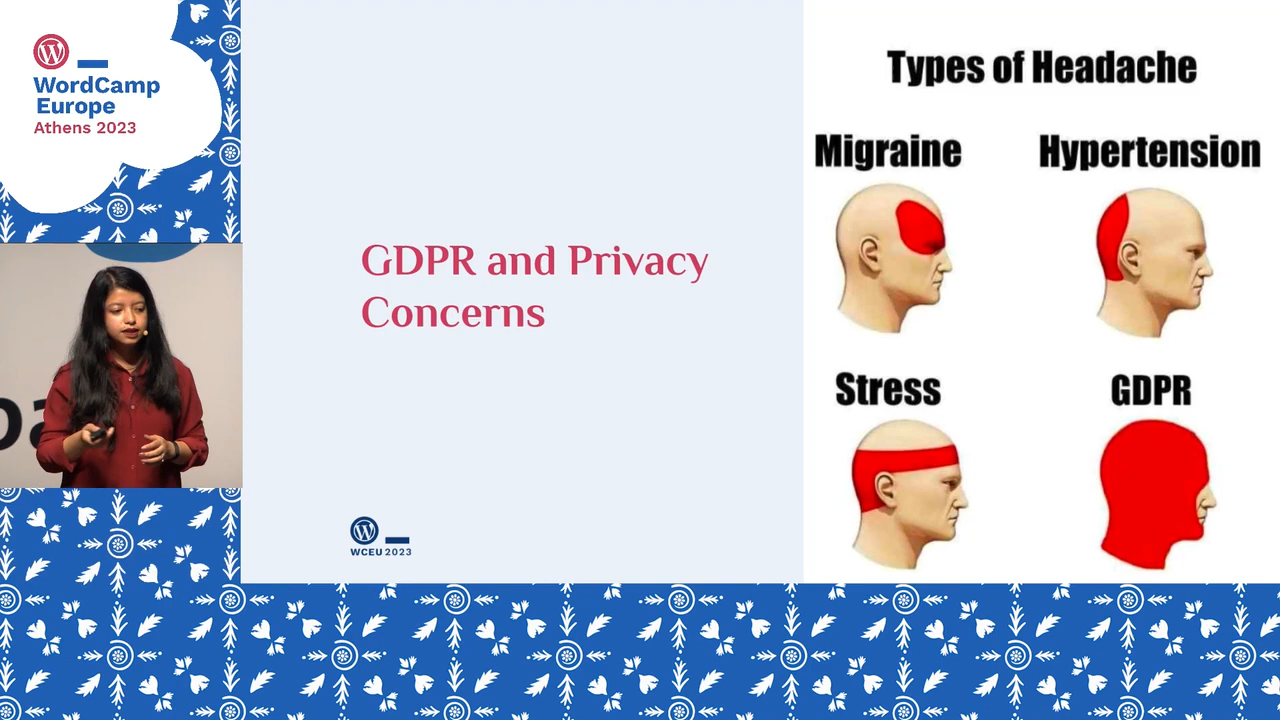 WordCamp
Europe
Athens 2023
GDPR and Privacy
Concerns
WCEU 2023
Types of Headache
Migraine
Hypertension
Stress
GDPR